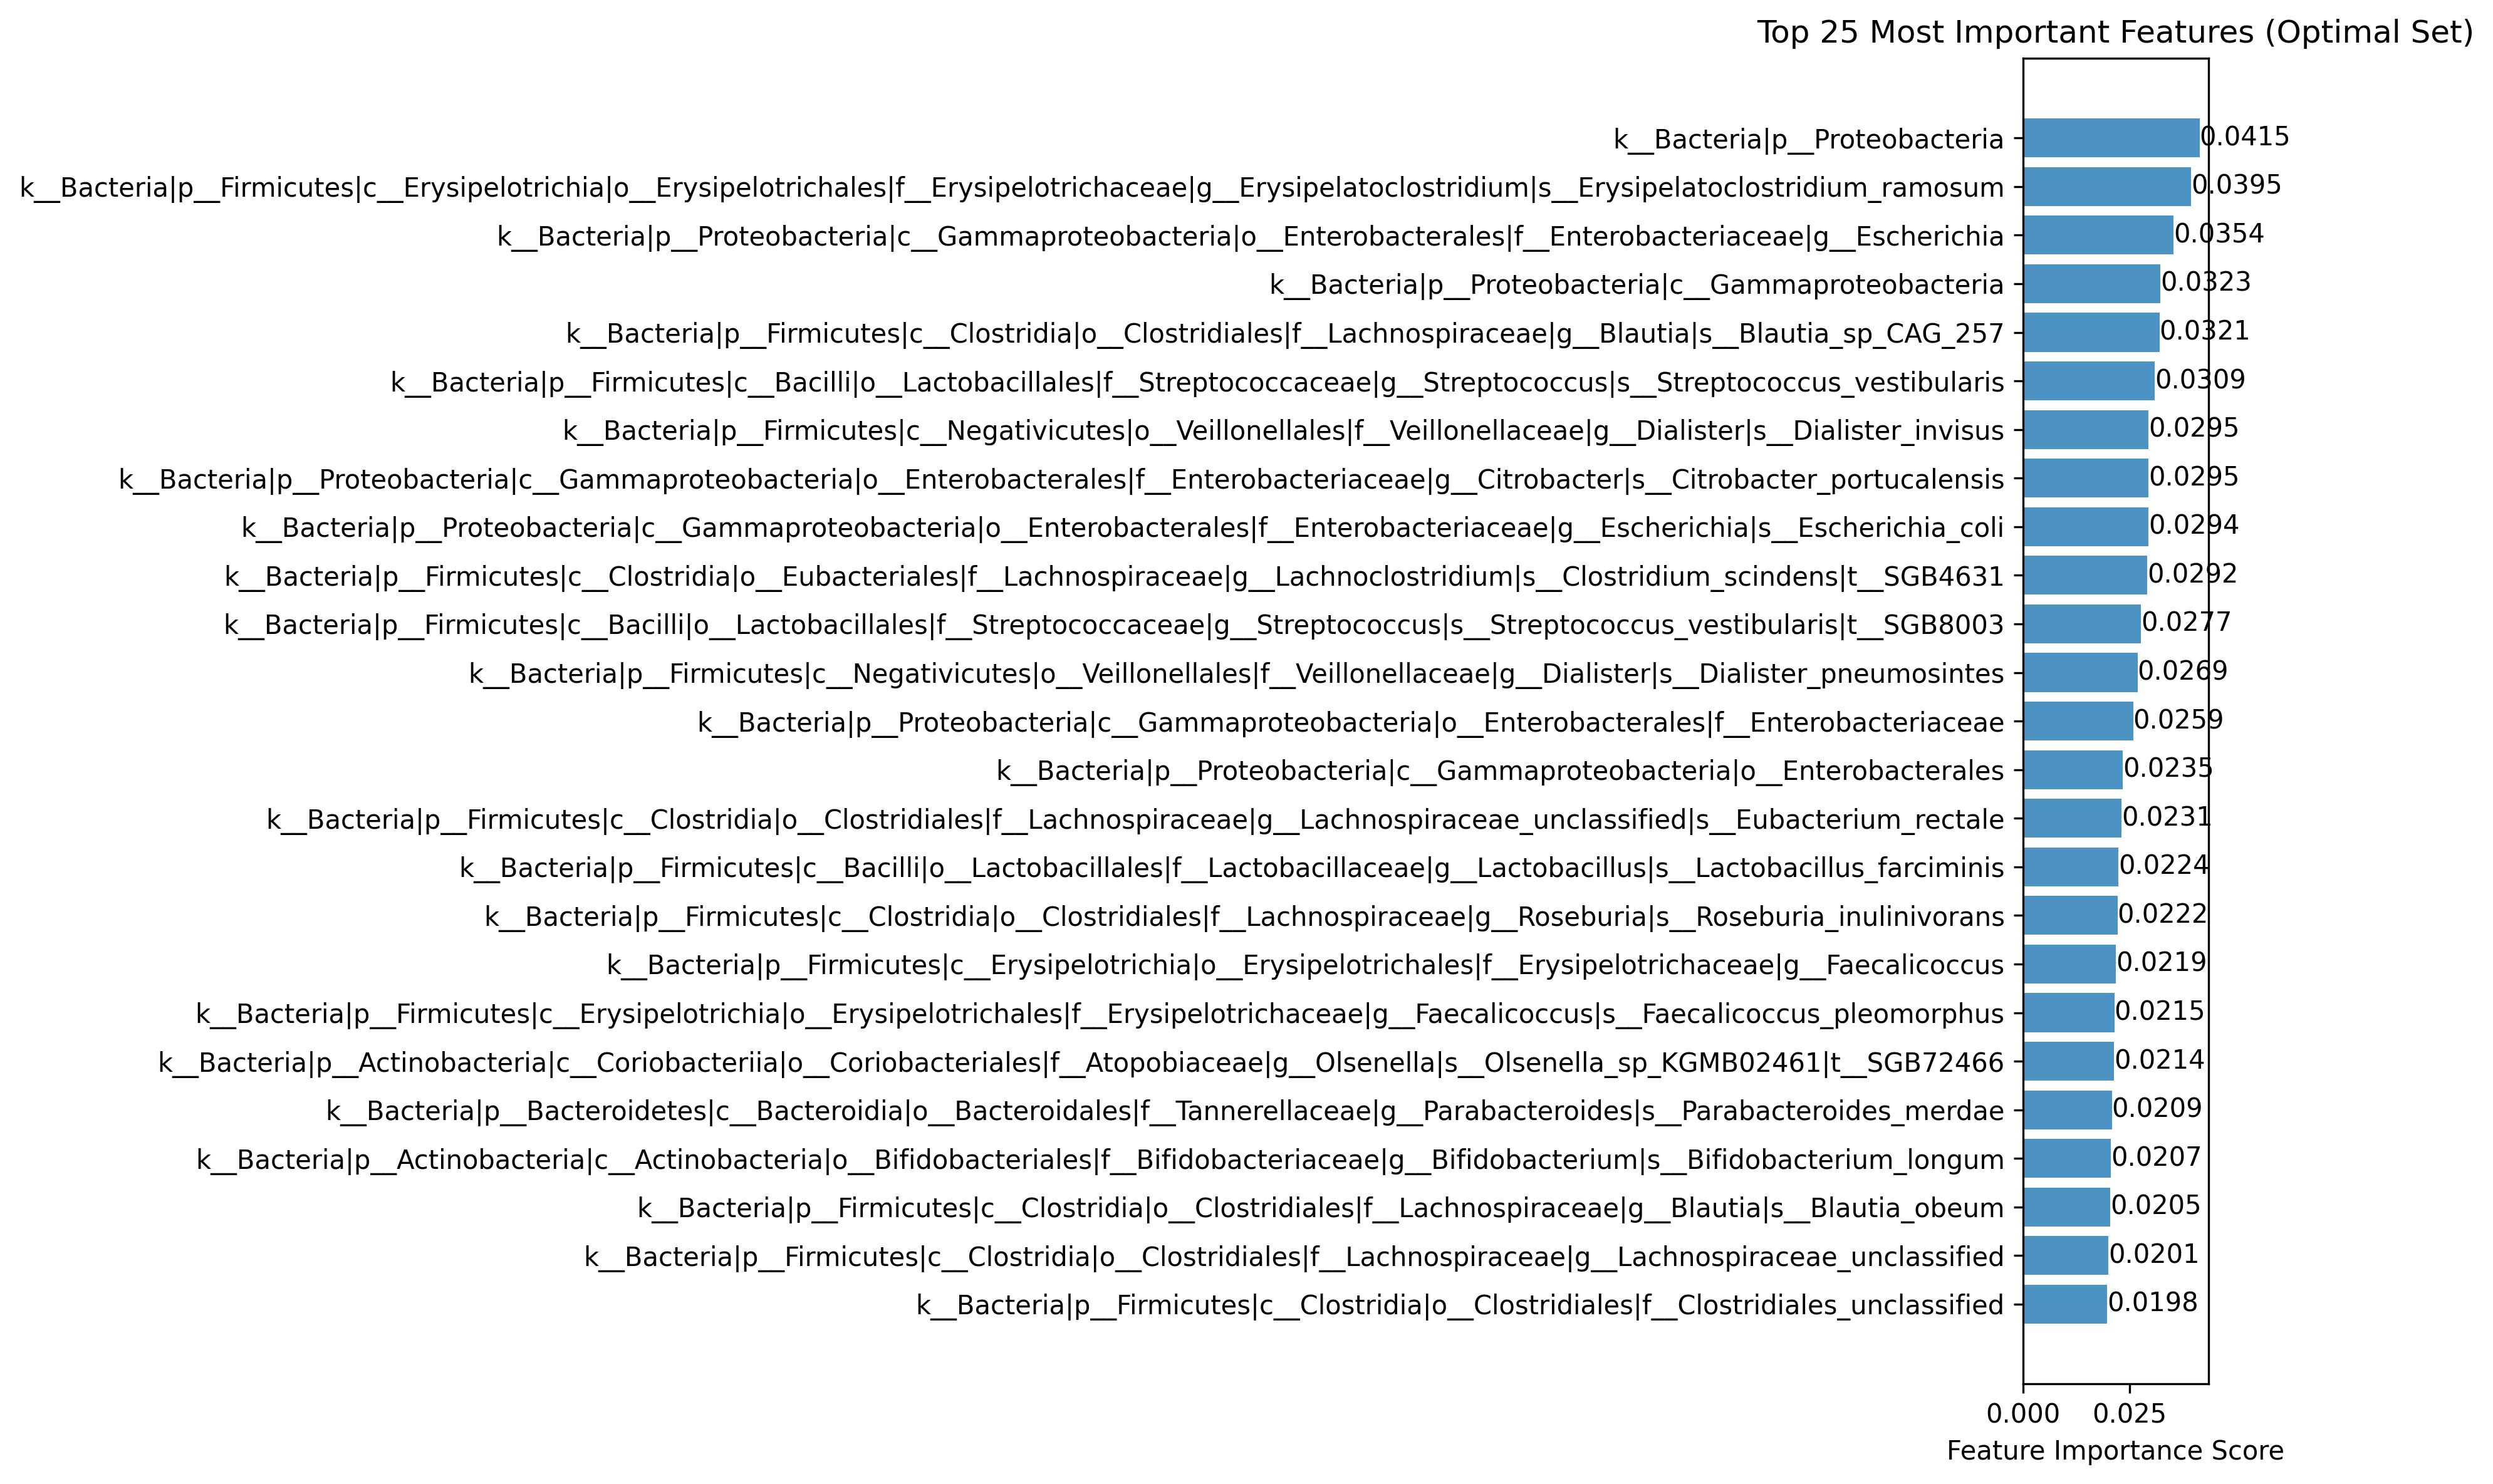 Top 25 Most Important Features (Optimal Set)
k__Bacteria|p__Proteobacteria 0.0415
k__Bacteria|p__Firmicutes|c__Erysipelotrichia|o__Erysipelotrichales|f__Erysipelotrichaceae|g__Erysipelatoclostridium|s__Erysipelatoclostridium_ramosum 0.0395
k__Bacteria|p__Proteobacteria|c__Gammaproteobacteria|o__Enterobacterales|f__Enterobacteriaceae|g__Escherichia 0.0354
k__Bacteria|p__Proteobacteria|c__Gammaproteobacteria 0.0323
k__Bacteria|p__Firmicutes|c__Clostridia|o__Clostridiales|f__Lachnospiraceae|g__Blautia|s__Blautia_sp_CAG_257 0.0321
k__Bacteria|p__Firmicutes|c__Bacilli|o__Lactobacillales|f__Streptococcaceae|g__Streptococcus|s__Streptococcus_vestibularis 0.0309
k__Bacteria|p__Firmicutes|c__Negativicutes|o__Veillonellales|f__Veillonellaceae|g__Dialister|s__Dialister_invisus 0.0295
k__Bacteria|p__Proteobacteria|c__Gammaproteobacteria|o__Enterobacterales|f__Enterobacteriaceae|g__Citrobacter|s__Citrobacter_portucalensis 0.0295
k__Bacteria|p__Proteobacteria|c__Gammaproteobacteria|o__Enterobacterales|f__Enterobacteriaceae|g__Escherichia|s__Escherichia_coli 0.0294
k__Bacteria|p__Firmicutes|c__Clostridia|o__Eubacteriales|f__Lachnospiraceae|g__Lachnoclostridium|s__Clostridium_scindens|t__SGB4631 0.0292
k__Bacteria|p__Firmicutes|c__Bacilli|o__Lactobacillales|f__Streptococcaceae|g__Streptococcus|s__Streptococcus_vestibularis|t__SGB8003 0.0277
k__Bacteria|p__Firmicutes|c__Negativicutes|o__Veillonellales|f__Veillonellaceae|g__Dialister|s__Dialister_pneumosintes 0.0269
k__Bacteria|p__Proteobacteria|c__Gammaproteobacteria|o__Enterobacterales|f__Enterobacteriaceae 0.0259
k__Bacteria|p__Proteobacteria|c__Gammaproteobacteria|o__Enterobacterales 0.0235
k__Bacteria|p__Firmicutes|c__Clostridia|o__Clostridiales|f__Lachnospiraceae|g__Lachnospiraceae_unclassified|s__Eubacterium_rectale 0.0231
k__Bacteria|p__Firmicutes|c__Bacilli|o__Lactobacillales|f__Lactobacillaceae|g__Lactobacillus|s__Lactobacillus_farciminis 0.0224
k__Bacteria|p__Firmicutes|c__Clostridia|o__Clostridiales|f__Lachnospiraceae|g__Roseburia|s__Roseburia_inulinivorans 0.0222
k__Bacteria|p__Firmicutes|c__Erysipelotrichia|o__Erysipelotrichales|f__Erysipelotrichaceae|g__Faecalicoccus 0.0219
k__Bacteria|p__Firmicutes|c__Erysipelotrichia|o__Erysipelotrichales|f__Erysipelotrichaceae|g__Faecalicoccus|s__Faecalicoccus_pleomorphus 0.0215
k__Bacteria|p__Actinobacteria|c__Coriobacteriia|o__Coriobacteriales|f__Atopobiaceae|g__Olsenella|s__Olsenella_sp_KGMB02461|t__SGB72466 0.0214
k__Bacteria|p__Bacteroidetes|c__Bacteroidia|o__Bacteroidales|f__Tannerellaceae|g__Parabacteroides|s__Parabacteroides_merdae 0.0209
k__Bacteria|p__Actinobacteria|c__Actinobacteria|o__Bifidobacteriales|f__Bifidobacteriaceae|g__Bifidobacterium|s__Bifidobacterium_longum 0.0207
k__Bacteria|p__Firmicutes|c__Clostridia|o__Clostridiales|f__Lachnospiraceae|g__Blautia|s__Blautia_obeum 0.0205
k__Bacteria|p__Firmicutes|c__Clostridia|o__Clostridiales|f__Lachnospiraceae|g__Lachnospiraceae_unclassified 0.0201
k__Bacteria|p__Firmicutes|c__Clostridia|o__Clostridiales|f__Clostridiales_unclassified 0.0198
0.000 0.025
Feature Importance Score